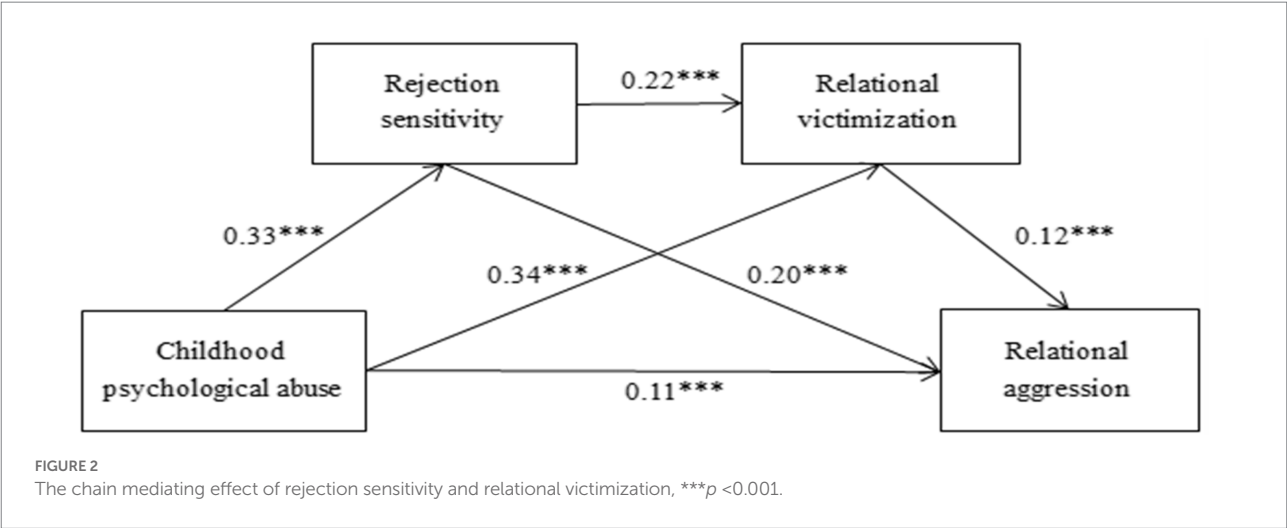 Rejection
sensitivity
0.22***
Relational
victimization
0.33***
0.34***
0.20***
0.12***
Childhood
psychological abuse
0.11***
Relational
aggression
FIGURE 2
The chain mediating effect of rejection sensitivity and relational victimization, ***p <0.001.